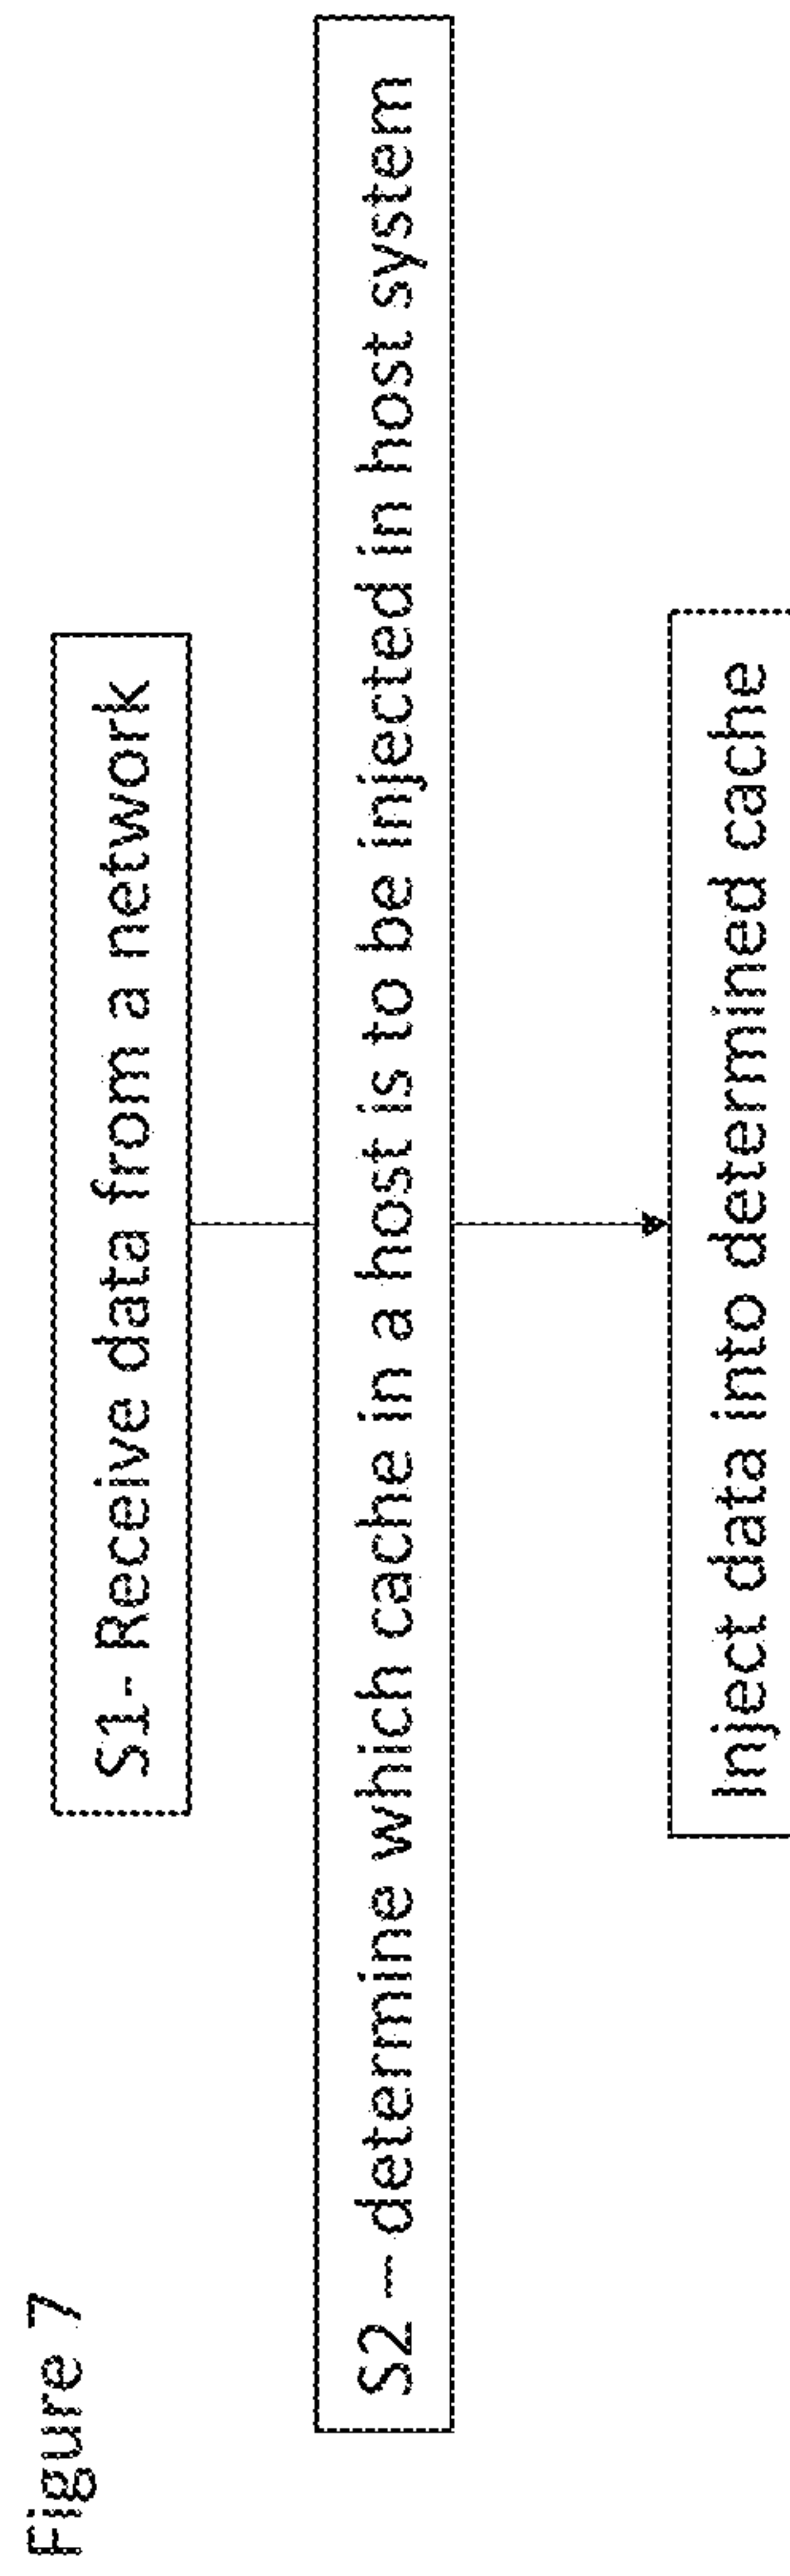 Figure 7
S1- Receive data from a network
S2 – determine which cache in a host is to be injected in host system
Inject data into determined cache